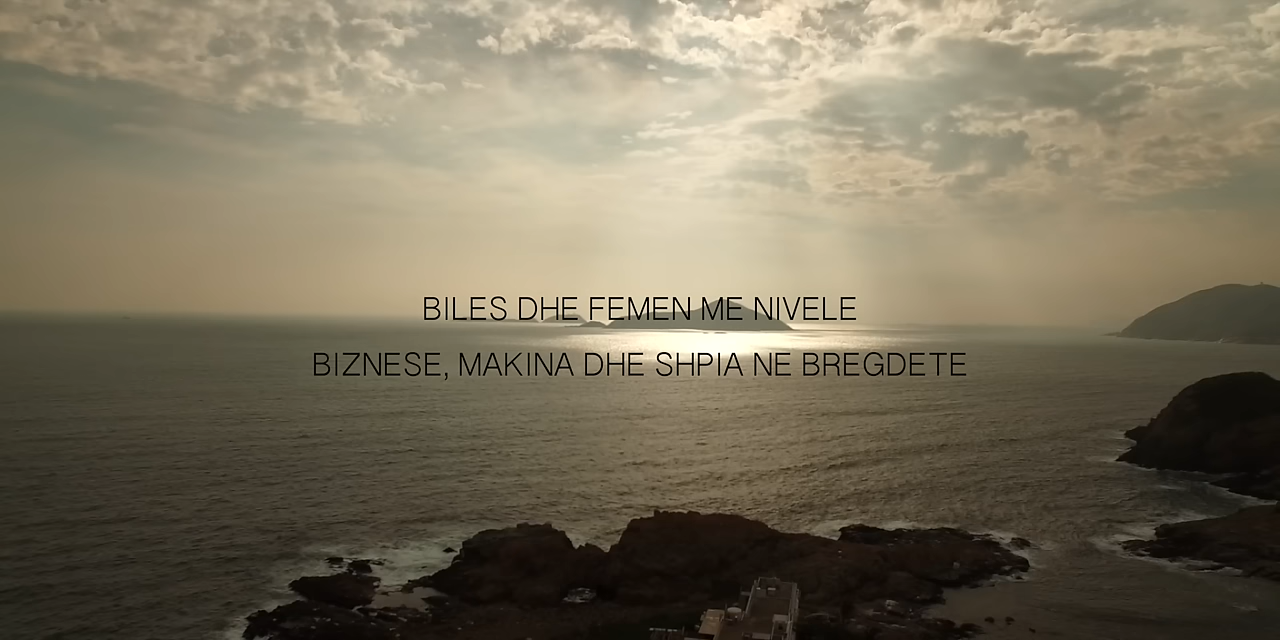 BILES DHE FEMEN ME NIVELE
BIZNESE, MAKINA DHE SHPIA NE BREGDETE